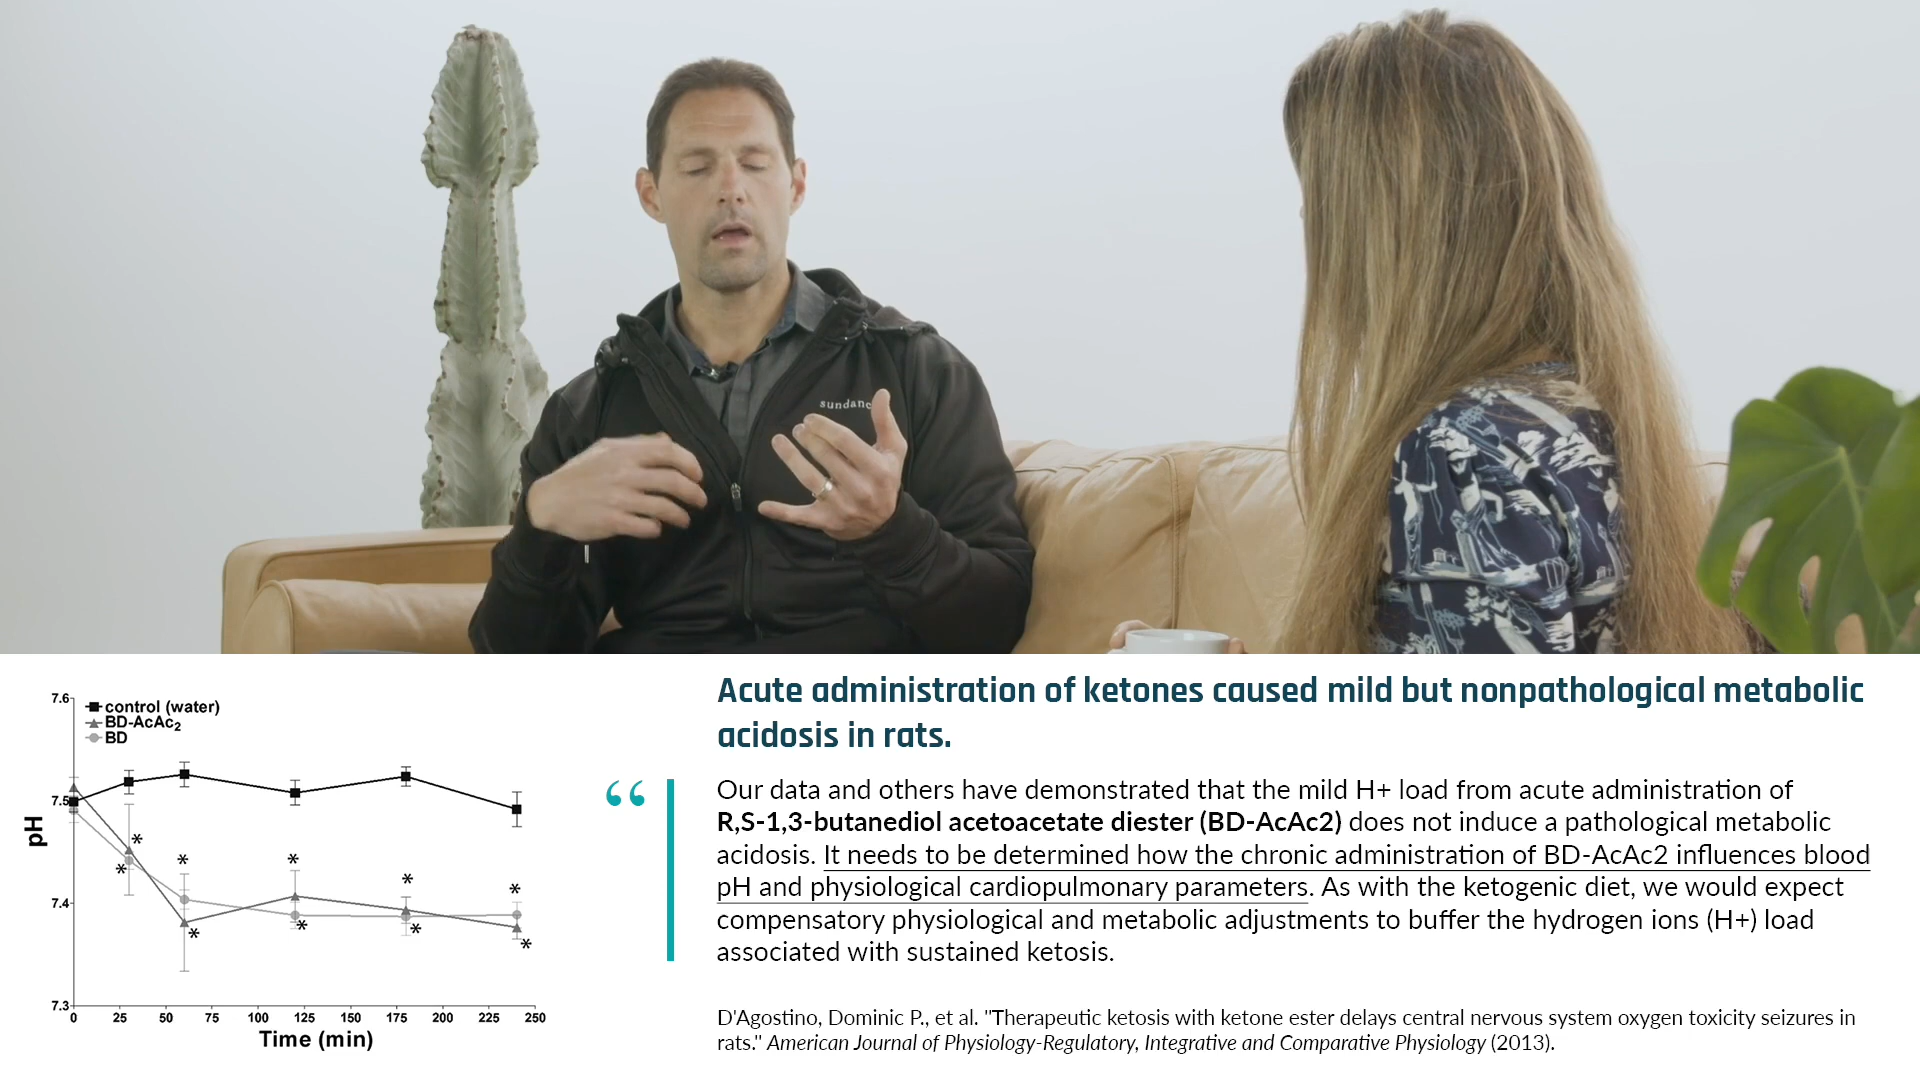 sundanc
Acute administration of ketones caused mild but nonpathological metabolic
acidosis in rats.
“
Our data and others have demonstrated that the mild H+ load from acute administration of
R,S-1,3-butanediol acetoacetate diester (BD-AcAc2) does not induce a pathological metabolic
acidosis. It needs to be determined how the chronic administration of BD-AcAc2 influences blood
pH and physiological cardiopulmonary parameters. As with the ketogenic diet, we would expect
compensatory physiological and metabolic adjustments to buffer the hydrogen ions (H+) load
associated with sustained ketosis.
D'Agostino, Dominic P., et al. "Therapeutic ketosis with ketone ester delays central nervous system oxygen toxicity seizures in
rats." American Journal of Physiology-Regulatory, Integrative and Comparative Physiology (2013).
control (water)
BD-AcAc2
BD
7.6
7.5
7.4
7.3
pH
* * * * * * * * * *
0 25 50 75 100 125 150 175 200 225 250
Time (min)